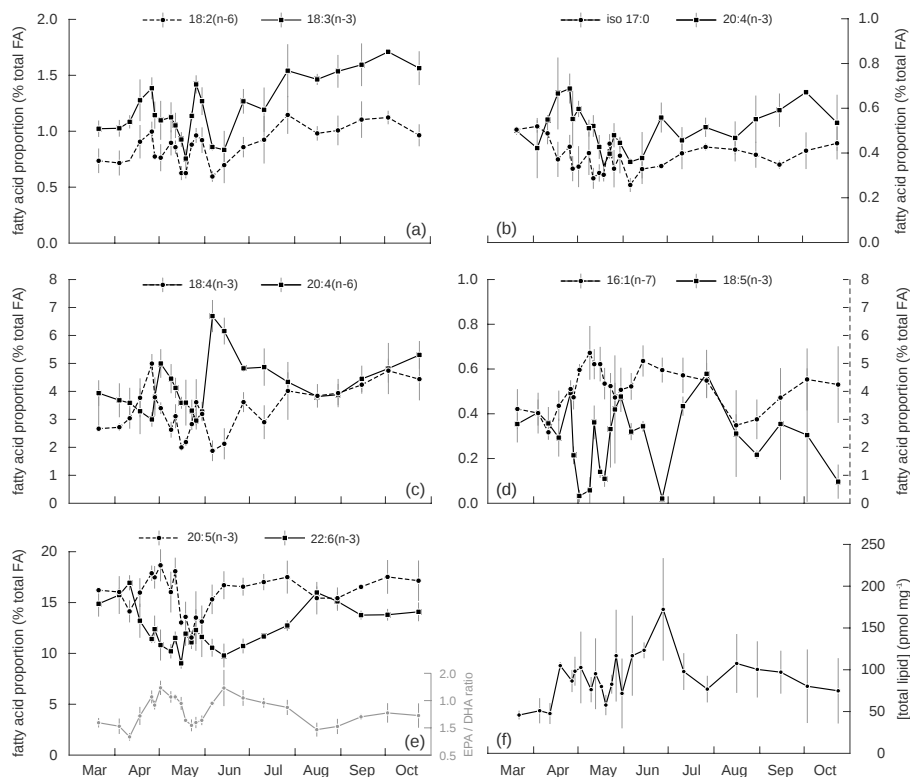 18:2(n-6) 18:3(n-3)
fatty acid proportion (% total FA)
2.0
1.5
1.0
0.5
0.0
(a)
iso 17:0 20:4(n-3)
1.0
0.8
0.6
0.4
0.2
0.0
fatty acid proportion (% total FA)
(b)
18:4(n-3) 20:4(n-6)
fatty acid proportion (% total FA)
8
7
6
5
4
3
2
1
0
(c)
16:1(n-7) 18:5(n-3)
1.0
0.8
0.6
0.4
0.2
0.0
8
7
6
5
4
3
2
1
0
fatty acid proportion (% total FA)
(d)
20:5(n-3) 22:6(n-3)
fatty acid proportion (% total FA)
20
15
10
5
0
2.0
1.0
1.5
0.5
EPA / DHA ratio
(e)
Mar Apr May Jun Jul Aug Sep Oct
250
200
150
100
50
0
[total lipid] (pmol mg-1)
(f)
Mar Apr May Jun Jul Aug Sep Oct